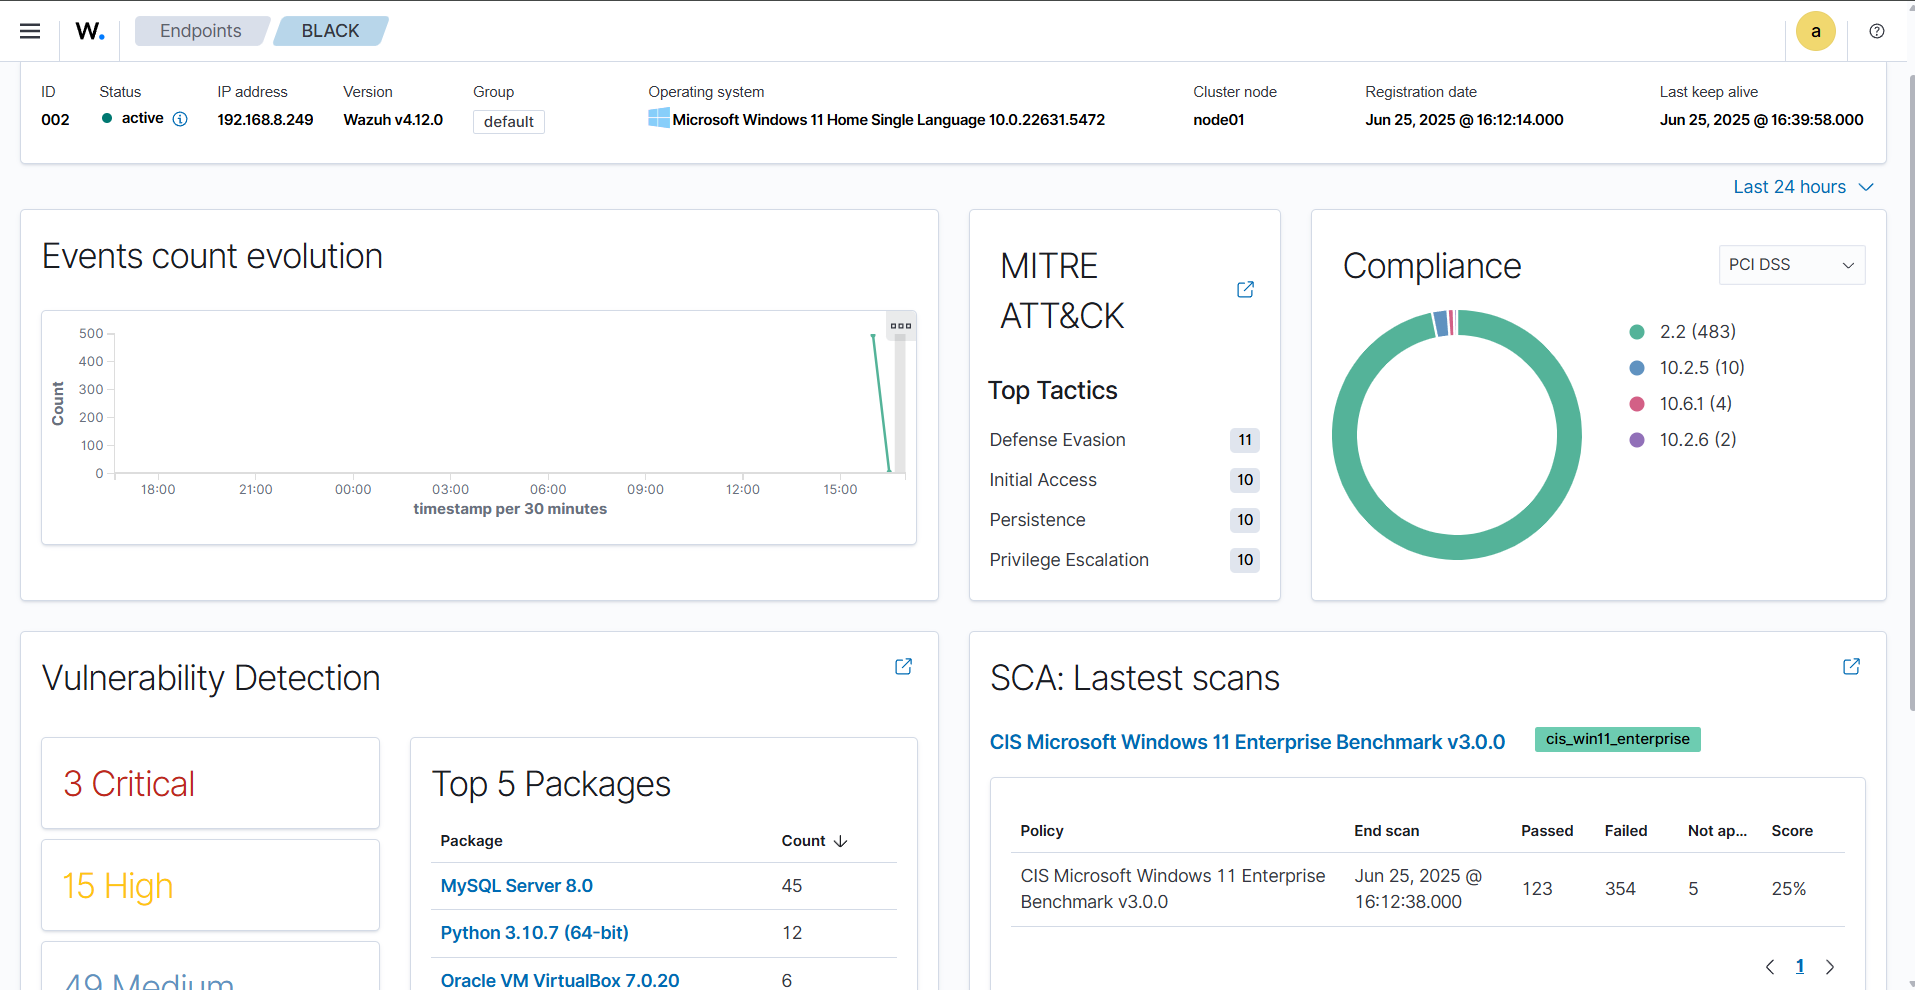 W.
Endpoints
BLACK
a
ID
Status
IP address
Version
Group
Operating system
Cluster node
Registration date
Last keep alive
002
active
192.168.8.249
Wazuh v4.12.0
default
Microsoft Windows 11 Home Single Language 10.0.22631.5472
node01
Jun 25, 2025 @ 16:12:14.000
Jun 25, 2025 @ 16:39:58.000
Last 24 hours
Events count evolution
Count
500
400
300
200
100
0
18:00
21:00
00:00
03:00
06:00
09:00
12:00
15:00
timestamp per 30 minutes
MITRE
ATT&CK
Top Tactics
Defense Evasion 11
Initial Access 10
Persistence 10
Privilege Escalation 10
Compliance
PCI DSS
2.2 (483)
10.2.5 (10)
10.6.1 (4)
10.2.6 (2)
Vulnerability Detection
3 Critical
15 High
49 Medium
Top 5 Packages
Package Count
MySQL Server 8.0 45
Python 3.10.7 (64-bit) 12
Oracle VM VirtualBox 7.0.20 6
SCA: Lastest scans
CIS Microsoft Windows 11 Enterprise Benchmark v3.0.0
cis_win11_enterprise
Policy End scan Passed Failed Not ap... Score
CIS Microsoft Windows 11 Enterprise
Benchmark v3.0.0
Jun 25, 2025 @
16:12:38.000
123
354
5
25%
1